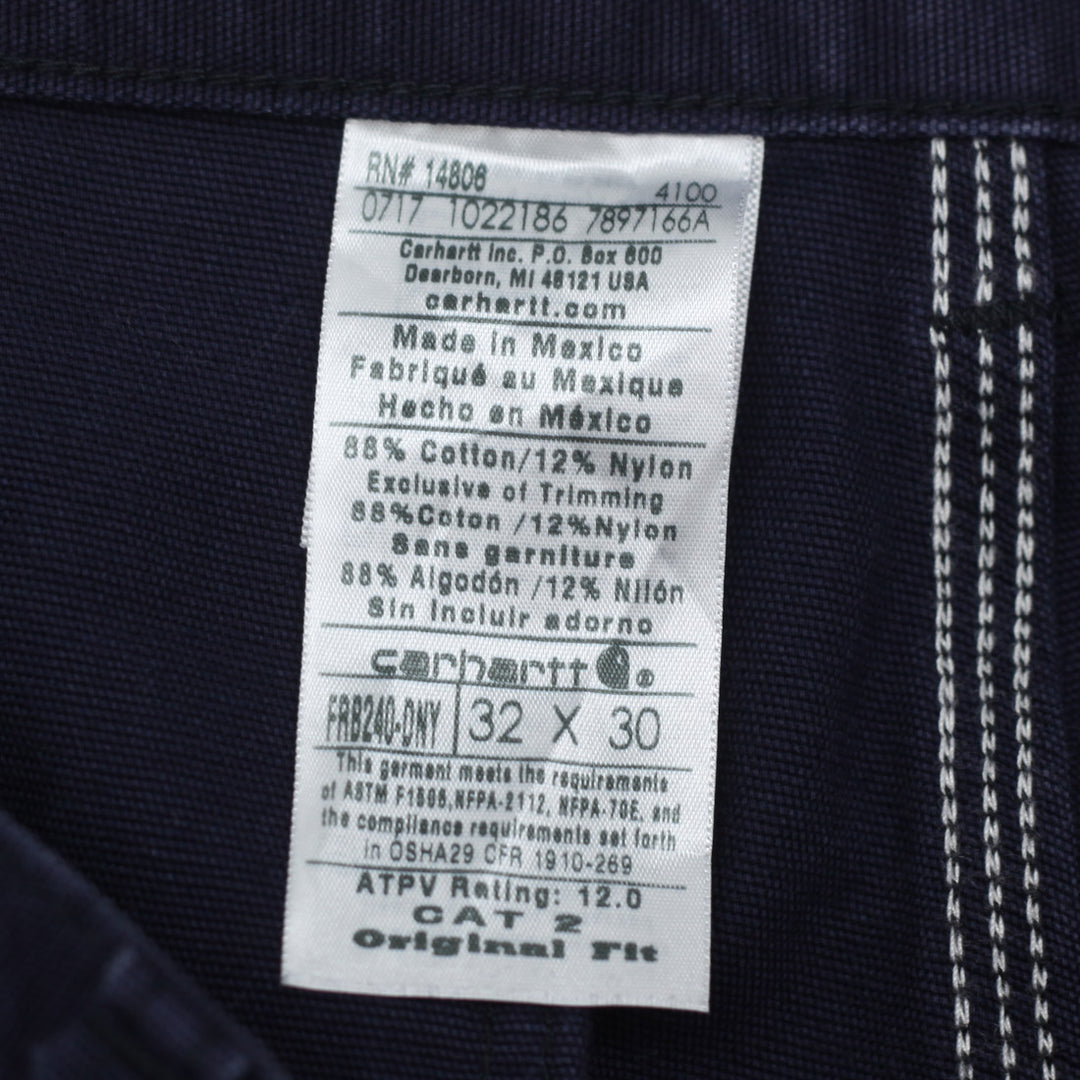 RN# 14806
4100
0717 1022186 7897166A
Carhartt Inc. P.O. Box 600
Dearborn, MI 48121 USA
carhartt.com
Made in Mexico
Fabriqué au Mexique
Hecho en México
88% Cotton/12% Nylon
Exclusive of Trimming
88%Coton /12%Nylon
Sans garniture
88% Algodón /12% Nilón
Sin incluir adorno
carhartt ®
FRB240-DNY 32 X 30
This garment meets the requirements
of ASTM F1506,NFPA-2112, NFPA-70E, and
the compliance requirements set forth
in OSHA29 CFR 1910-269
ATPV Rating: 12.0
CAT 2
Original Fit